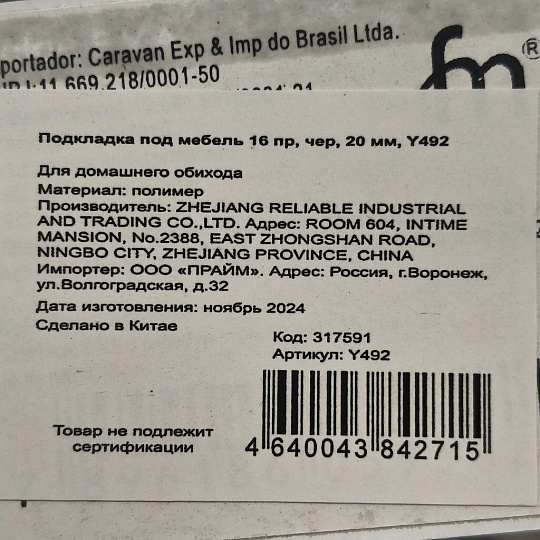 portador: Caravan Exp & Imp do Brasil Ltda.
11.669.218/0001-50
fm
Подкладка под мебель 16 пр, чер, 20 мм, Y492
Для домашнего обихода
Материал: полимер
Производитель: ZHEJIANG RELIABLE INDUSTRIAL
AND TRADING CO.,LTD. Адрес: ROOM 604, INTIME
MANSION, No.2388, EAST ZHONGSHAN ROAD,
NINGBO CITY, ZHEJIANG PROVINCE, CHINA
Импортер: ООО «ПРАЙМ». Адрес: Россия, г.Воронеж,
ул.Волгоградская, д.32
Дата изготовления: ноябрь 2024
Сделано в Китае
Код: 317591
Артикул: Y492
Товар не подлежит
сертификации
4 640043 842715